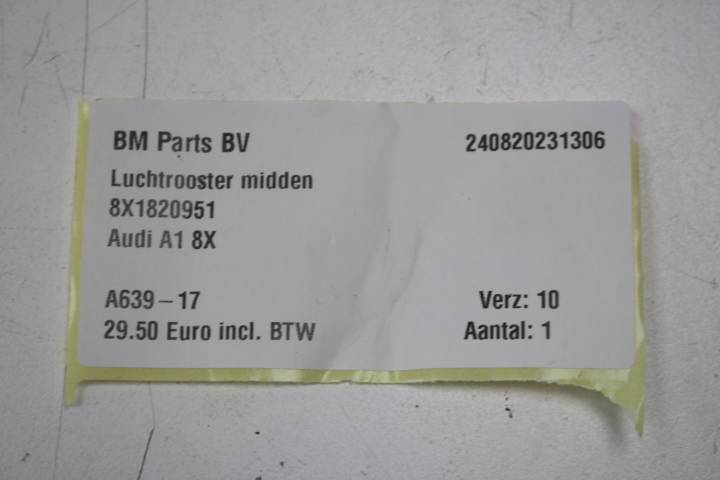 BM Parts BV 240820231306
Luchtrooster midden
8X1820951
Audi A1 8X
A639-17 Verz: 10
29.50 Euro incl. BTW Aantal: 1